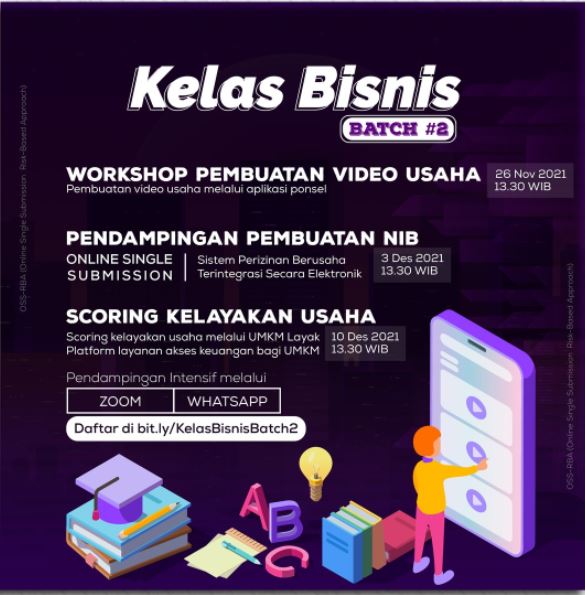 Kelas Bisnis
BATCH #2
WORKSHOP PEMBUATAN VIDEO USAHA
Pembuatan video usaha melalui aplikasi ponsel
26 Nov 2021
13.30 WIB
PENDAMPINGAN PEMBUATAN NIB
ONLINE SINGLE
SUBMISSION
Sistem Perizinan Berusaha
Terintegrasi Secara Elektronik
3 Des 2021
13.30 WIB
SCORING KELAYAKAN USAHA
Scoring kelayakan usaha melalui UMKM Layak
Platform layanan akses keuangan bagi UMKM
10 Des 2021
13.30 WIB
Pendampingan Intensif melalui
ZOOM
WHATSAPP
Daftar di bit.ly/KelasBisnisBatch2
OSS-RBA (Online Single Submission Risk-Based Approach)
OSS-RBA (Online Single Submission Risk-Based Approach)
A
B
C